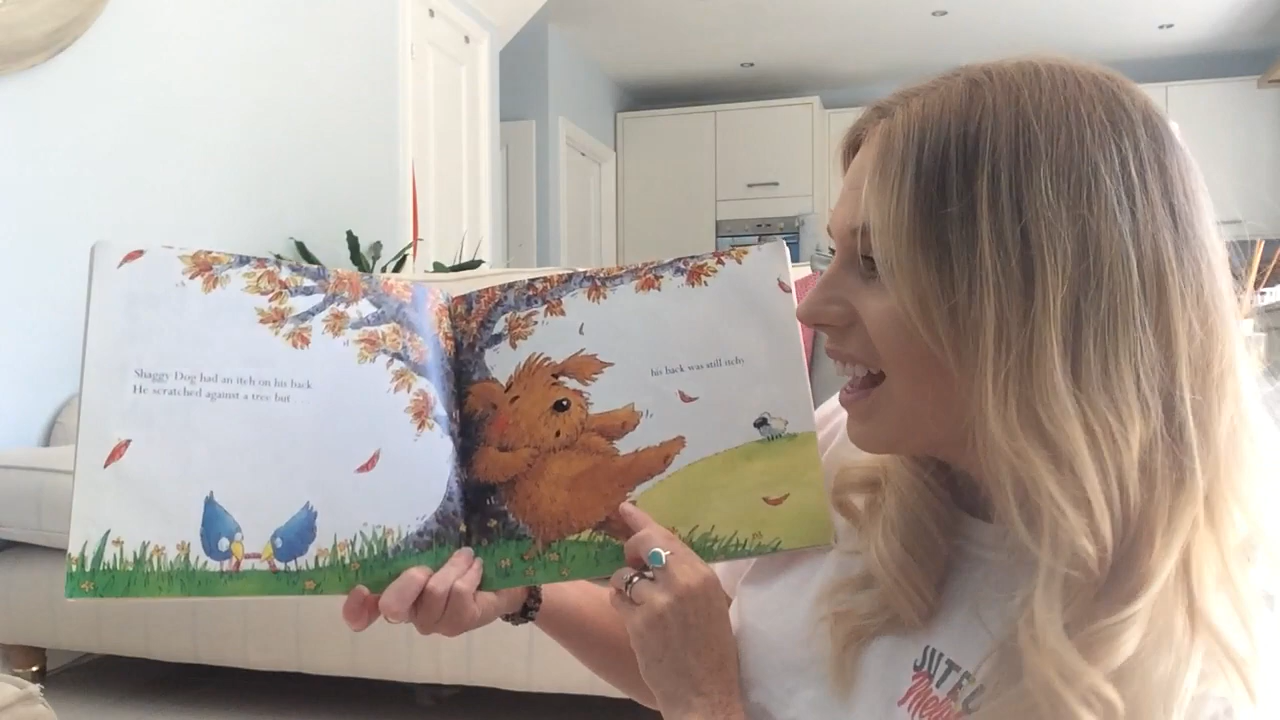 Shaggy Dog had an itch on his back
He scratched against a tree but . . .
his back was still itchy